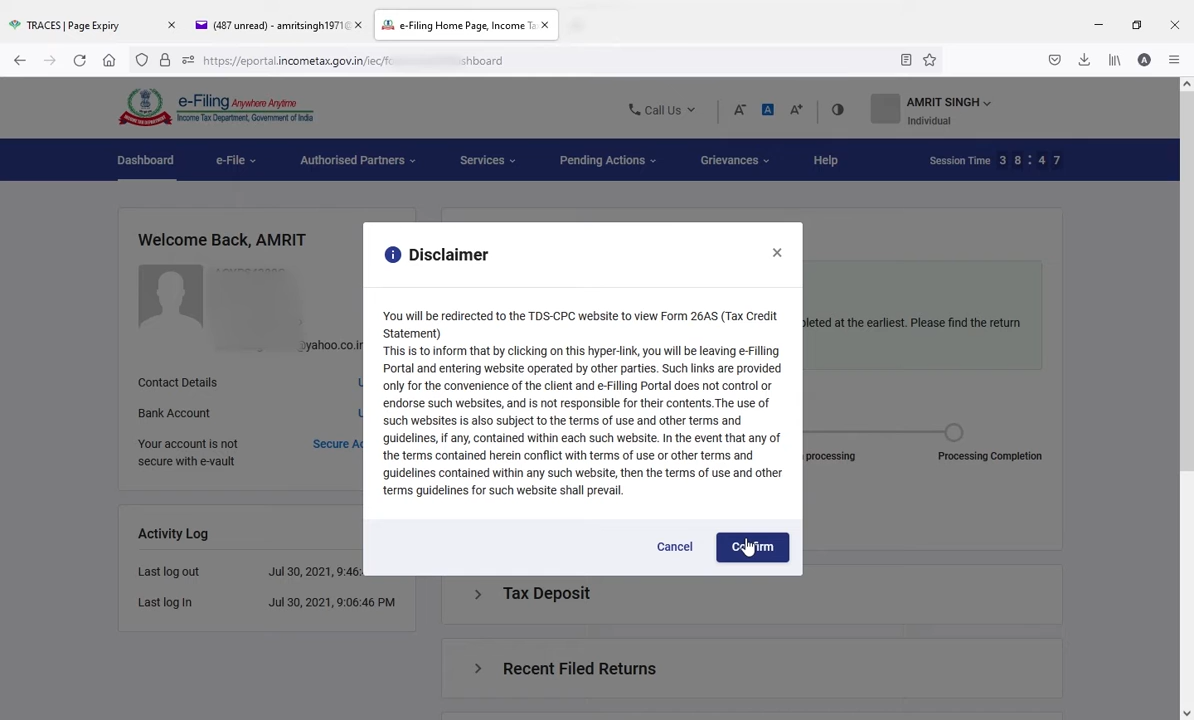 TRACES | Page Expiry
(487 unread) - amritsingh1971@
e-Filing Home Page, Income Ta
https://eportal.incometax.gov.in/iec/fo shboard
e-Filing Anywhere Anytime
Income Tax Department, Government of India
Call Us
A-
A
A+
AMRIT SINGH
Individual
Dashboard
e-File
Authorised Partners
Services
Pending Actions
Grievances
Help
Session Time 3 8 : 4 7
Welcome Back, AMRIT
@yahoo.co.in
Contact Details
Bank Account
Your account is not
secure with e-vault
Secure Ac
Activity Log
Last log out Jul 30, 2021, 9:46:
Last log In Jul 30, 2021, 9:06:46 PM
Disclaimer
You will be redirected to the TDS-CPC website to view Form 26AS (Tax Credit
Statement)
This is to inform that by clicking on this hyper-link, you will be leaving e-Filling
Portal and entering website operated by other parties. Such links are provided
only for the convenience of the client and e-Filling Portal does not control or
endorse such websites, and is not responsible for their contents.The use of
such websites is also subject to the terms of use and other terms and
guidelines, if any, contained within each such website. In the event that any of
the terms contained herein conflict with terms of use or other terms and
guidelines contained within any such website, then the terms of use and other
terms guidelines for such website shall prevail.
Cancel
Confirm
pleted at the earliest. Please find the return
processing
Processing Completion
Tax Deposit
Recent Filed Returns